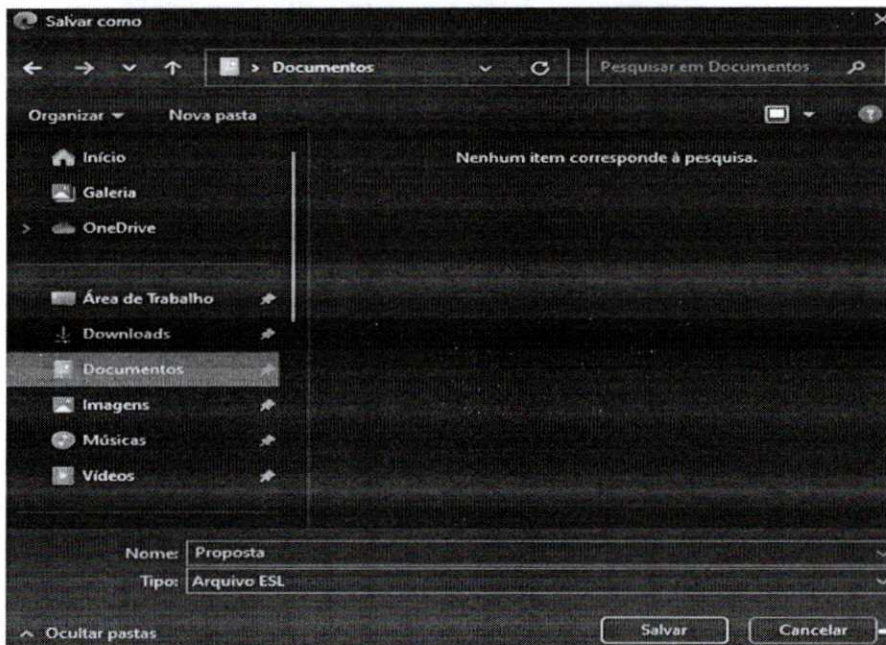 Salvar como
> Documentos
Pesquisar em Documentos
Organizar
Nova pasta
Início
Nenhum item corresponde à pesquisa.
Galeria
> OneDrive
Área de Trabalho
Downloads
Documentos
Imagens
Músicas
Vídeos
Nome: Proposta
Tipo: Arquivo ESL
Ocultar pastas
Salvar
Cancelar